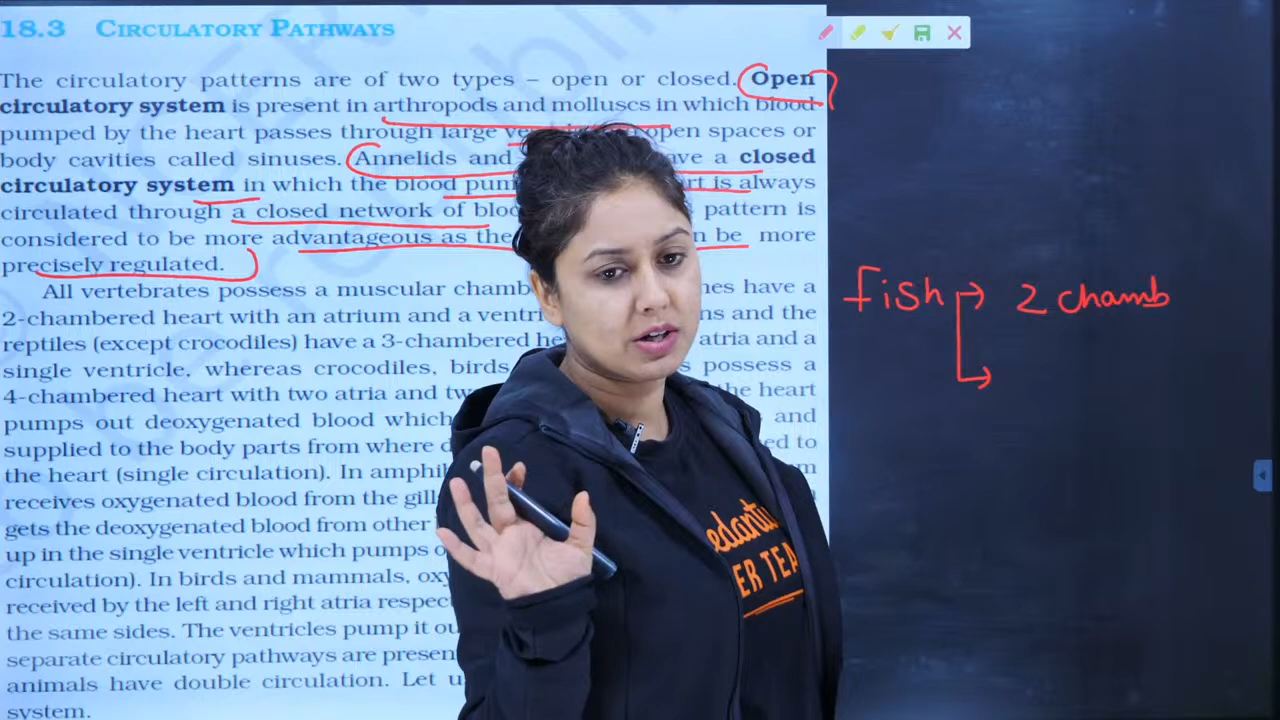 18.3 CIRCULATORY PATHWAYS
The circulatory patterns are of two types – open or closed. Open
circulatory system is present in arthropods and molluscs in which blood
pumped by the heart passes through large open spaces or
body cavities called sinuses. Annelids and have a closed
circulatory system in which the blood is always
circulated through a closed network of pattern is
considered to be more advantageous as the be more
precisely regulated.
All vertebrates possess a muscular have a
2-chambered heart with an atrium and a and the
reptiles (except crocodiles) have a 3-chambered atria and a
single ventricle, whereas crocodiles, birds possess a
4-chambered heart with two atria and the heart
pumps out deoxygenated blood which and
supplied to the body parts from where to
the heart (single circulation). In
receives oxygenated blood from the
gets the deoxygenated blood from other
up in the single ventricle which pumps
circulation). In birds and mammals,
received by the left and right atria
the same sides. The ventricles pump it
separate circulatory pathways are
animals have double circulation. Let
system.
fish → 2 chamb
edantu
ER TEA